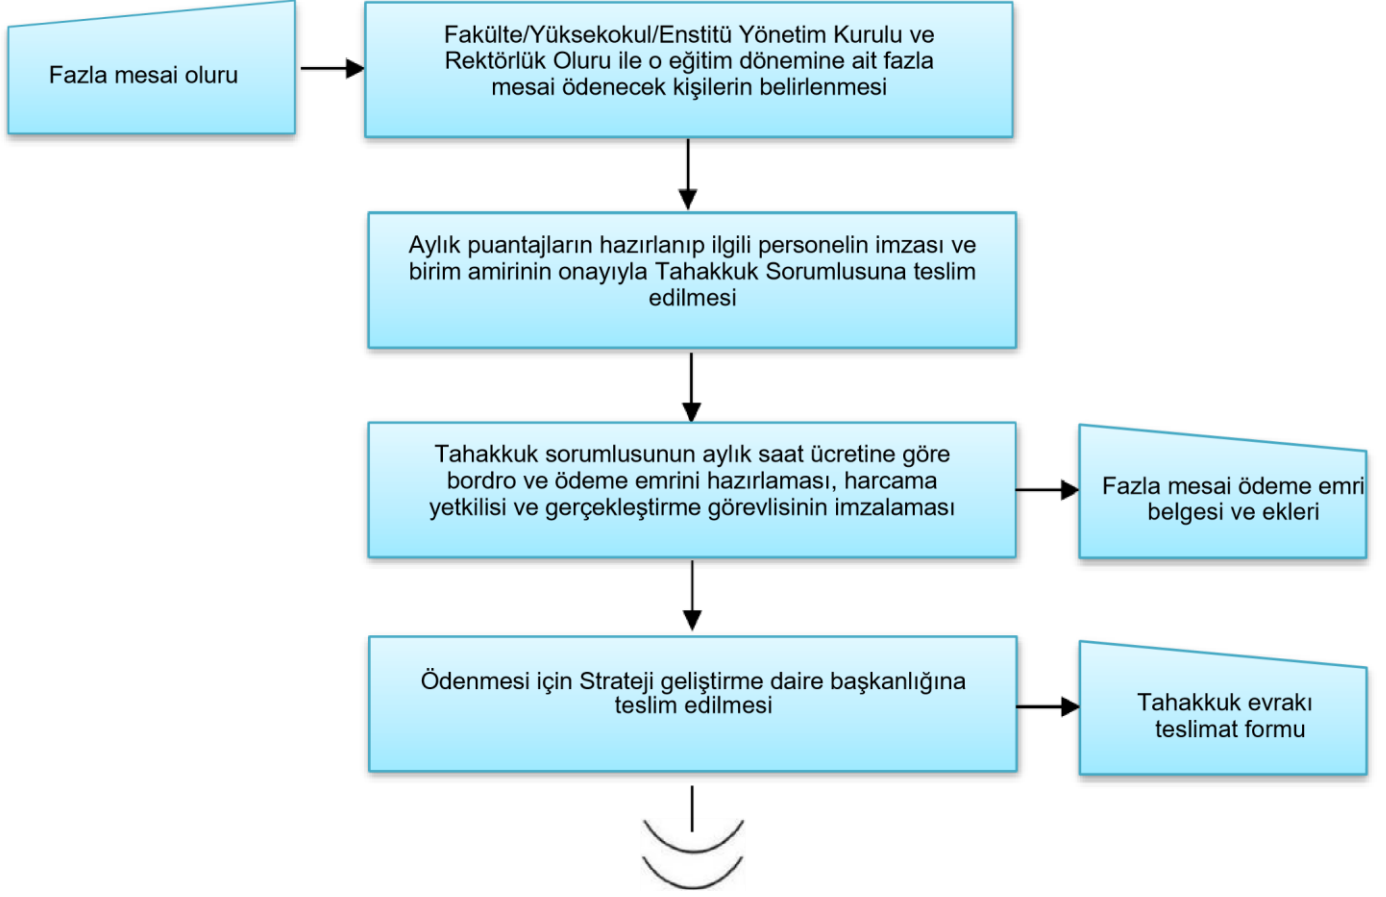 Fazla mesai oluru
Fakülte/Yüksekokul/Enstitü Yönetim Kurulu ve
Rektörlük Oluru ile o eğitim dönemine ait fazla
mesai ödenecek kişilerin belirlenmesi
Aylık puantajların hazırlanıp ilgili personelin imzası ve
birim amirinin onayıyla Tahakkuk Sorumlusuna teslim
edilmesi
Tahakkuk sorumlusunun aylık saat ücretine göre
bordro ve ödeme emrini hazırlaması, harcama
yetkilisi ve gerçekleştirme görevlisinin imzalaması
Fazla mesai ödeme emri
belgesi ve ekleri
Ödenmesi için Strateji geliştirme daire başkanlığına
teslim edilmesi
Tahakkuk evrakı
teslimat formu